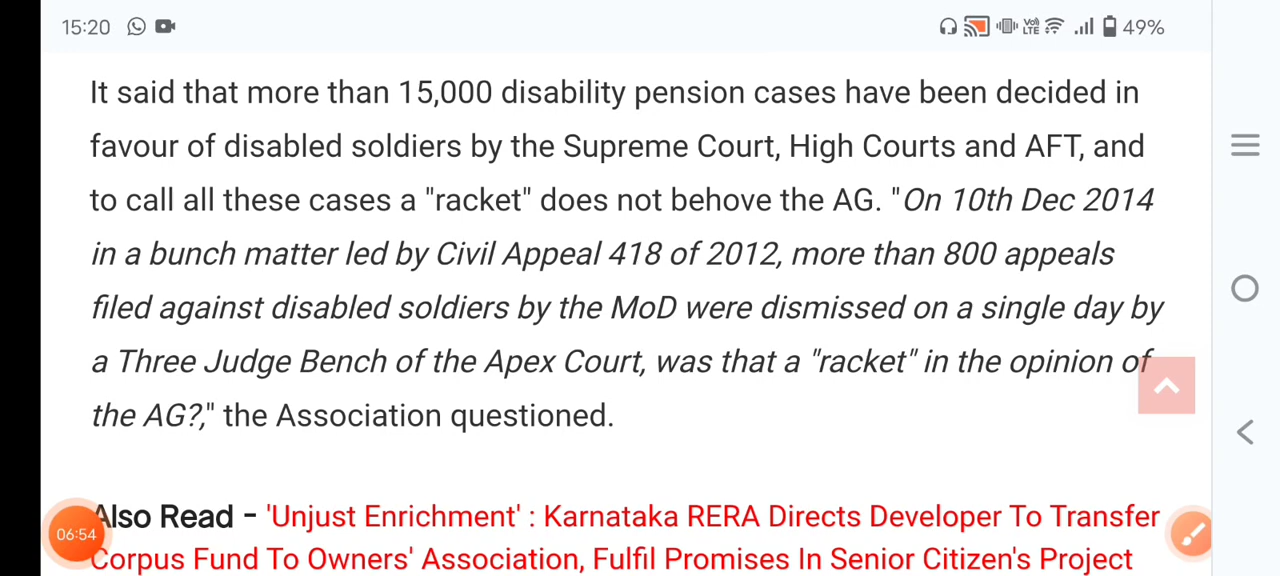 15:20 Vo) LTE 49%
It said that more than 15,000 disability pension cases have been decided in
favour of disabled soldiers by the Supreme Court, High Courts and AFT, and
to call all these cases a "racket" does not behove the AG. "On 10th Dec 2014
in a bunch matter led by Civil Appeal 418 of 2012, more than 800 appeals
filed against disabled soldiers by the MoD were dismissed on a single day by
a Three Judge Bench of the Apex Court, was that a "racket" in the opinion of
the AG?," the Association questioned.
Also Read - 'Unjust Enrichment' : Karnataka RERA Directs Developer To Transfer
06:54
Corpus Fund To Owners' Association, Fulfil Promises In Senior Citizen's Project